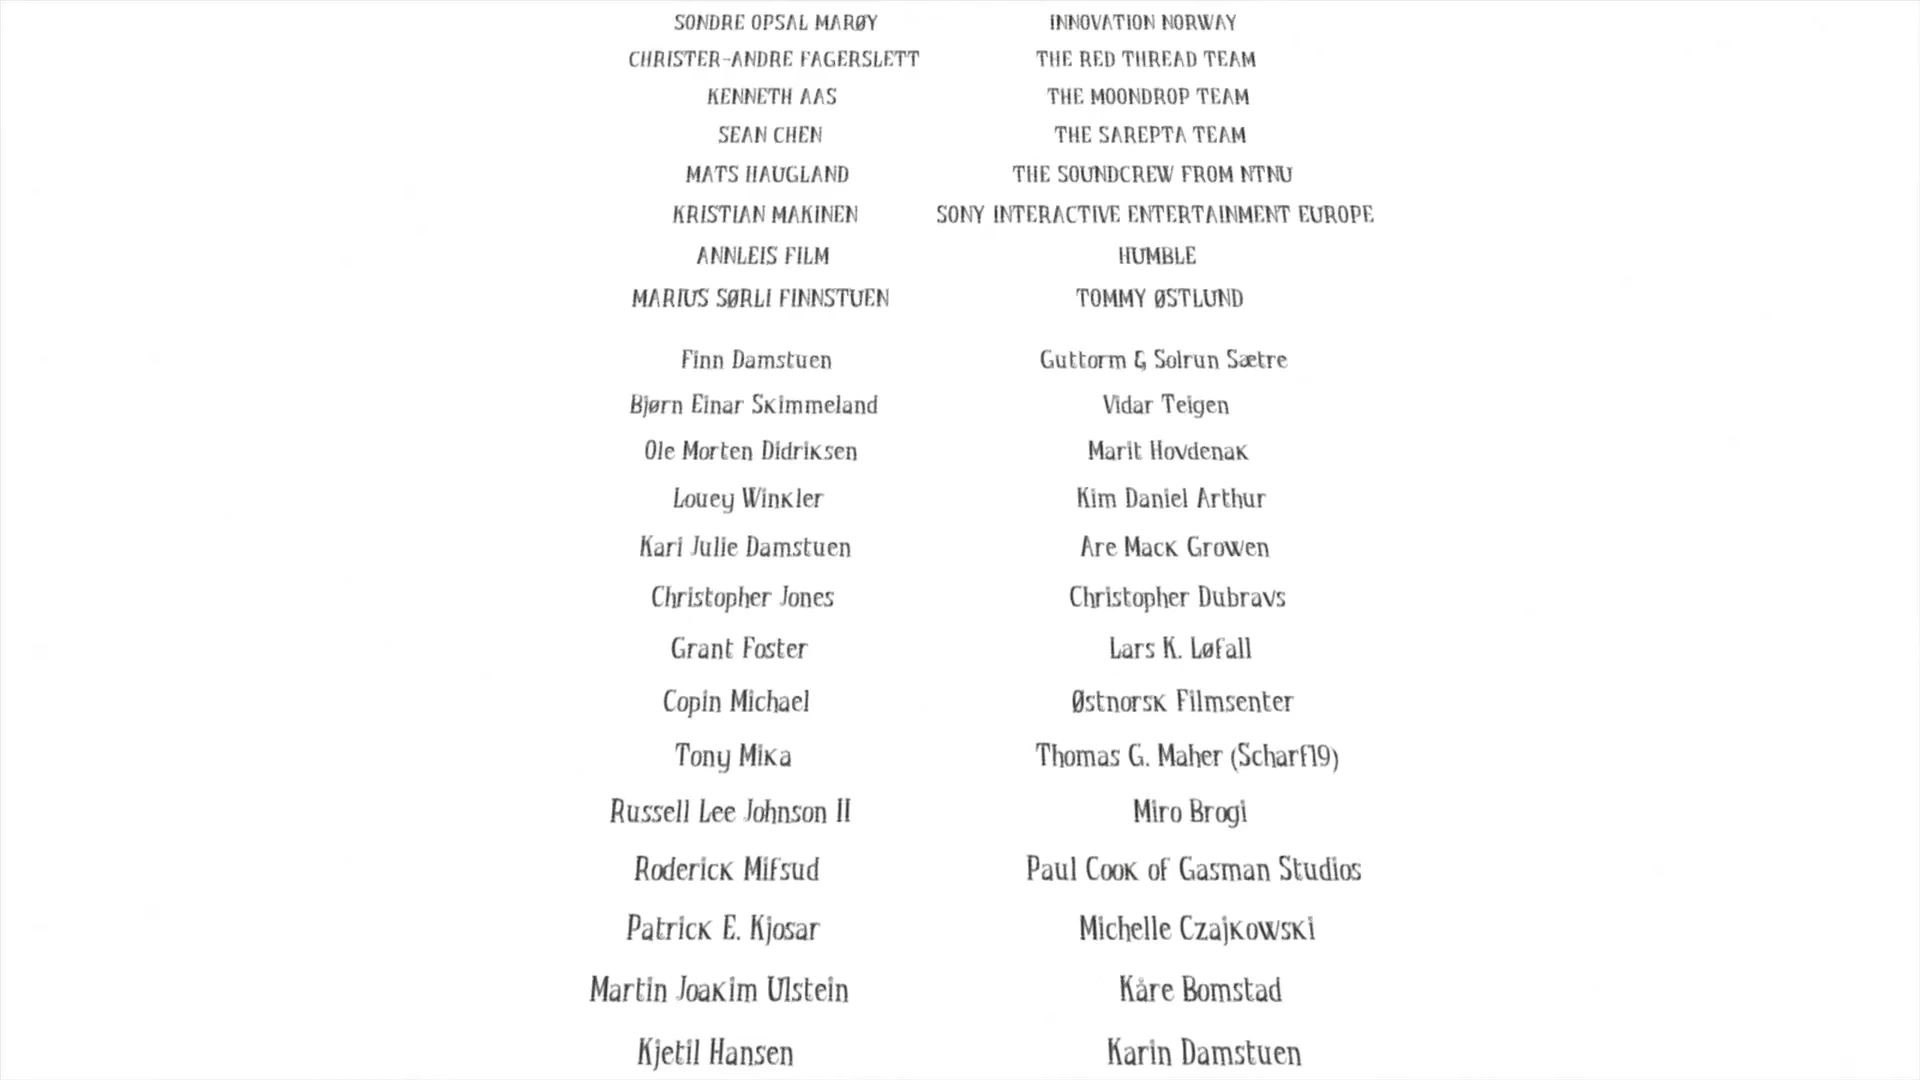 SONDRE OPSAL MARØY
INNOVATION NORWAY
CHRISTER-ANDRE FAGERSLETT
THE RED THREAD TEAM
KENNETH AAS
THE MOONDROP TEAM
SEAN CHEN
THE SAREPTA TEAM
MATS HAUGLAND
THE SOUNDCREW FROM NTNU
KRISTIAN MAKINEN
SONY INTERACTIVE ENTERTAINMENT EUROPE
ANNLEIS FILM
HUMBLE
MARIUS SØRLI FINNSTUEN
TOMMY ØSTLUND
Finn Damstuen
Guttorm & Solrun Sætre
Bjørn Einar Skimmeland
Vidar Teigen
Ole Morten Didriksen
Marit Hovdenak
Louey Winkler
Kim Daniel Arthur
Kari Julie Damstuen
Are Mack Growen
Christopher Jones
Christopher Dubravs
Grant Foster
Lars K. Løfall
Copin Michael
Østnorsk Filmsenter
Tony Mika
Thomas G. Maher (Scharf19)
Russell Lee Johnson II
Miro Brogi
Roderick Mifsud
Paul Cook of Gasman Studios
Patrick E. Kjosar
Michelle Czajkowski
Martin Joakim Ulstein
Kåre Bomstad
Kjetil Hansen
Karin Damstuen